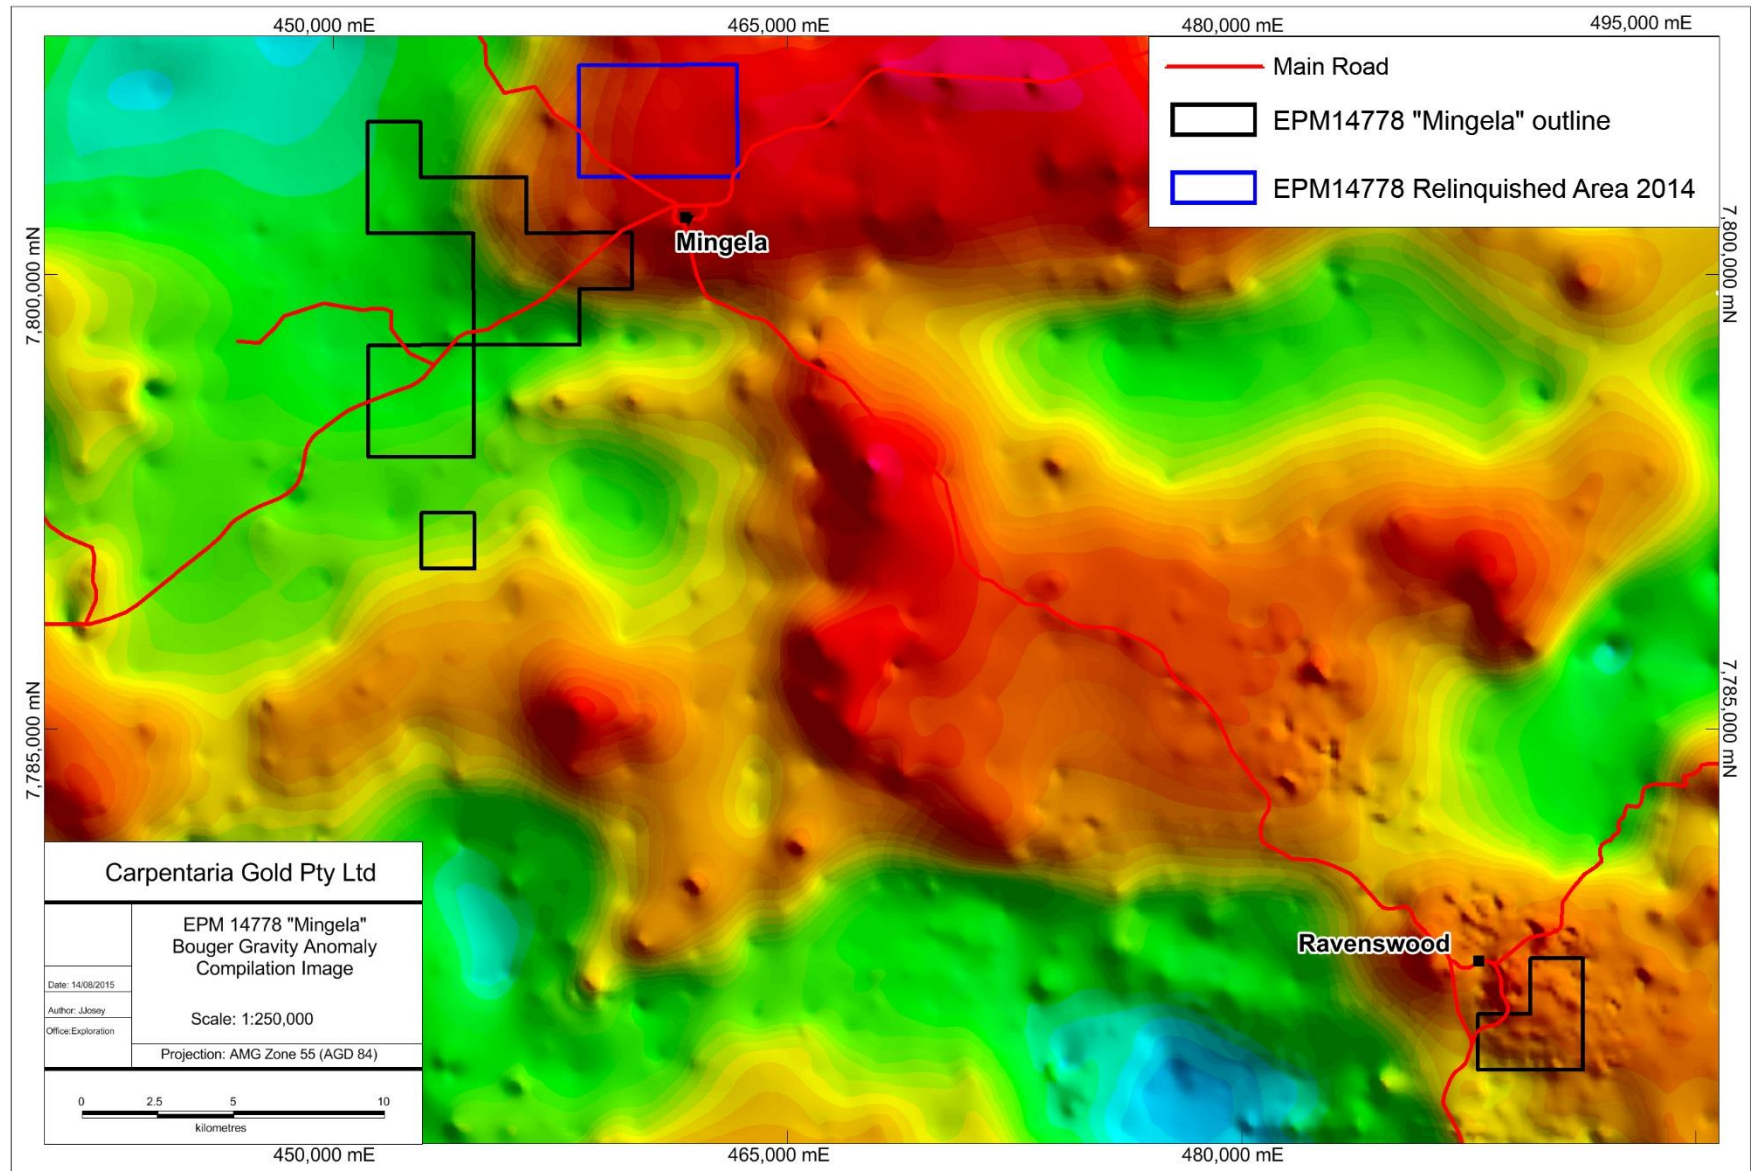 450,000 mE
465,000 mE
480,000 mE
495,000 mE
Main Road
EPM14778 "Mingela" outline
EPM14778 Relinquished Area 2014
7,800,000 mN
7,800,000 mN
Mingela
7,785,000 mN
7,785,000 mN
Ravenswood
Carpentaria Gold Pty Ltd
EPM 14778 "Mingela"
Bouger Gravity Anomaly
Compilation Image
Scale: 1:250,000
Date: 14/08/2015
Author: JJosey
Office:Exploration
Projection: AMG Zone 55 (AGD 84)
0 2.5 5 10
kilometres
450,000 mE
465,000 mE
480,000 mE